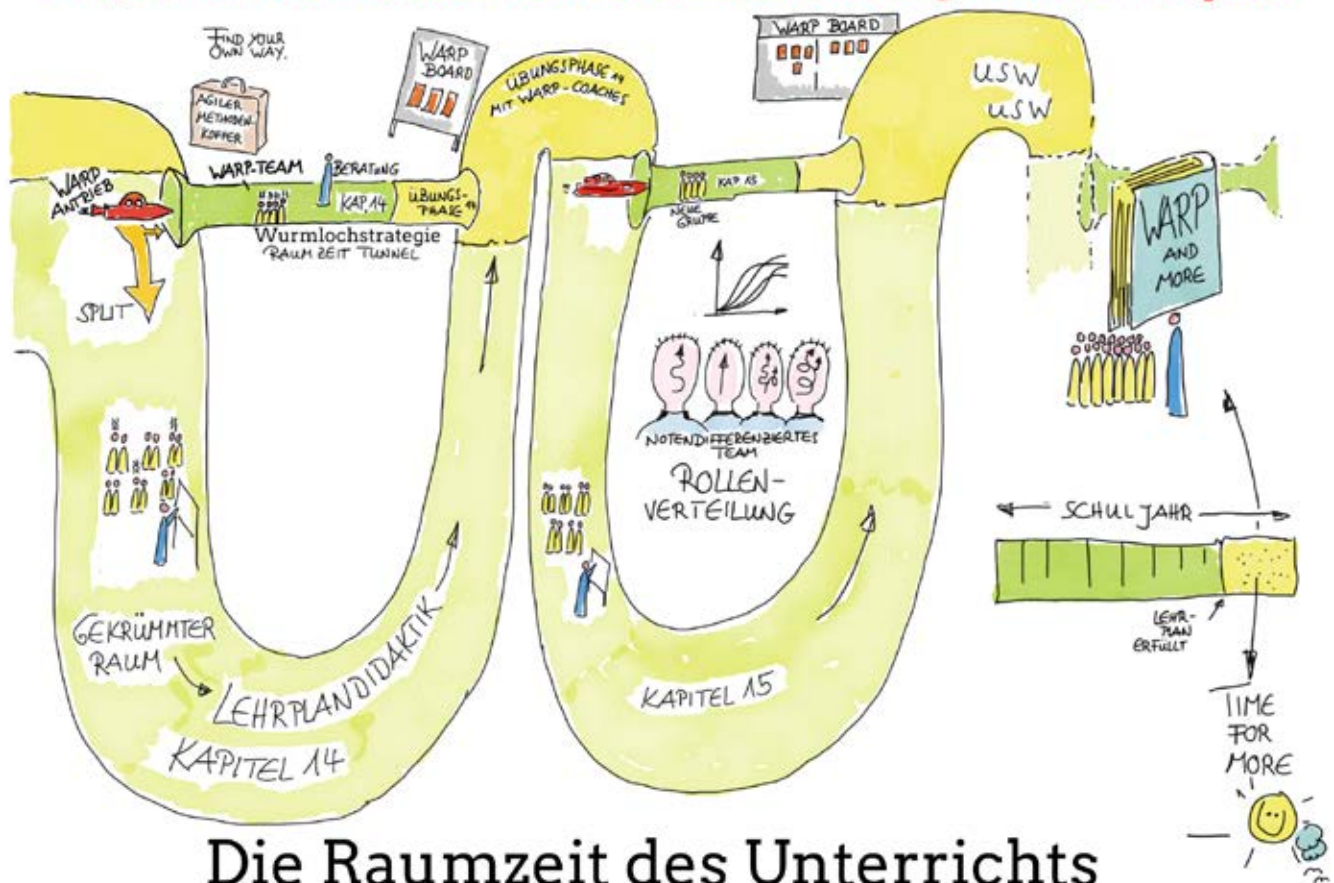 FIND YOUR
OWN WAY.
AGILER
METHODEN-
KOFFER
WARP
BOARD
ÜBUNGSPHASE 14
MIT WARP-COACHES
WARP BOARD
USW
USW
WARP
ANTRIEB
WARP-TEAM
BERATUNG
KAP. 14
ÜBUNGS-
PHASE 14
Wurmlochstrategie
RAUM ZEIT TUNNEL
SPLIT
KAP 15
NEUE
GRUPPE
WARP
AND
MORE
NOTENDIFFERENZIERTES
TEAM
ROLLEN-
VERTEILUNG
SCHULJAHR
LEHR-
PLAN
ERFÜLLT
GEKRÜMMTER
RAUM
LEHRPLANDIDAKTIK
KAPITEL 14
KAPITEL 15
TIME
FOR
MORE
Die Raumzeit des Unterrichts